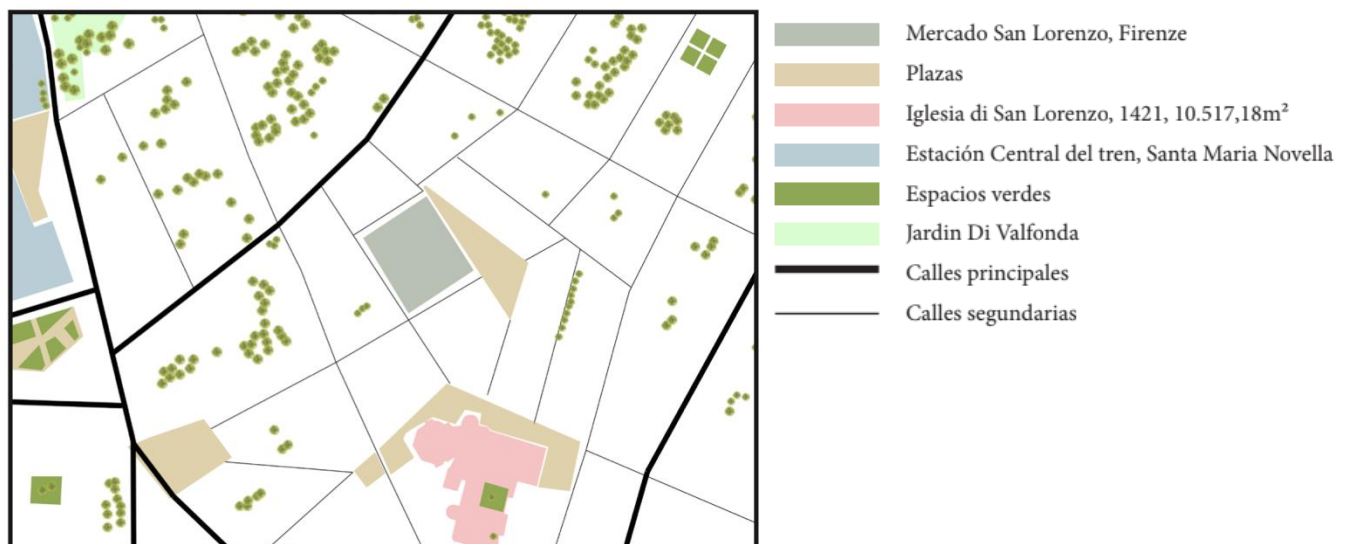 Mercado San Lorenzo, Firenze
Plazas
Iglesia di San Lorenzo, 1421, 10.517,18m²
Estación Central del tren, Santa Maria Novella
Espacios verdes
Jardin Di Valfonda
Calles principales
Calles segundarias